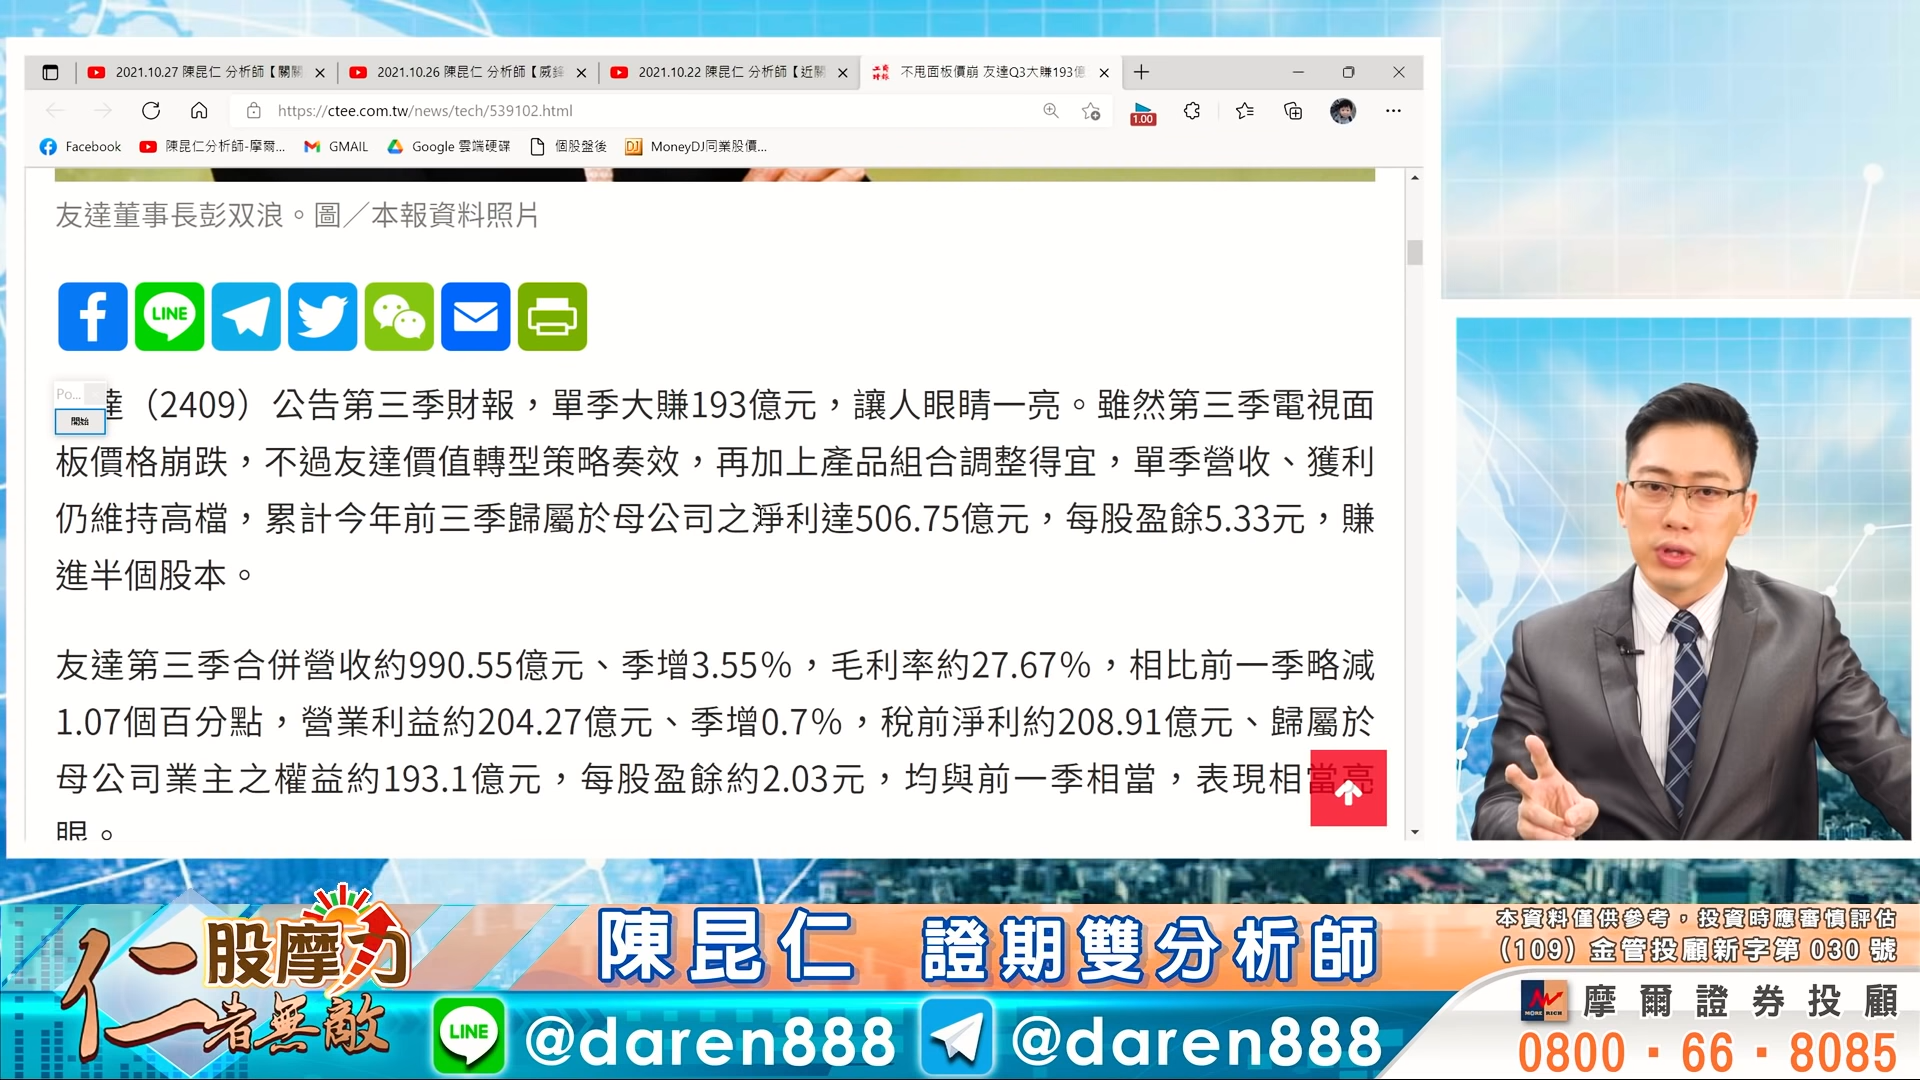 2021.10.27 陳昆仁 分析師【關關
2021.10.26 陳昆仁 分析師【威鋒
2021.10.22 陳昆仁 分析師【近關
工商時報
不甩面板價崩 友達Q3大賺193億
https://ctee.com.tw/news/tech/539102.html
1.00
Facebook
陳昆仁分析師-摩爾...
GMAIL
Google 雲端硬碟
個股盤後
DJ
MoneyDJ同業股價...
友達董事長彭双浪。圖／本報資料照片
LINE
Po...
開始
達（2409）公告第三季財報，單季大賺193億元，讓人眼睛一亮。雖然第三季電視面
板價格崩跌，不過友達價值轉型策略奏效，再加上產品組合調整得宜，單季營收、獲利
仍維持高檔，累計今年前三季歸屬於母公司之淨利達506.75億元，每股盈餘5.33元，賺
進半個股本。
友達第三季合併營收約990.55億元、季增3.55%，毛利率約27.67%，相比前一季略減
1.07個百分點，營業利益約204.27億元、季增0.7%，稅前淨利約208.91億元、歸屬於
母公司業主之權益約193.1億元，每股盈餘約2.03元，均與前一季相當，表現相當亮
眼。
股摩力
仁者無敵
陳昆仁 證期雙分析師
LINE
@daren888
@daren888
本資料僅供參考，投資時應審慎評估
(109) 金管投顧新字第 030 號
MORE RICH
摩爾證券投顧
0800·66·8085